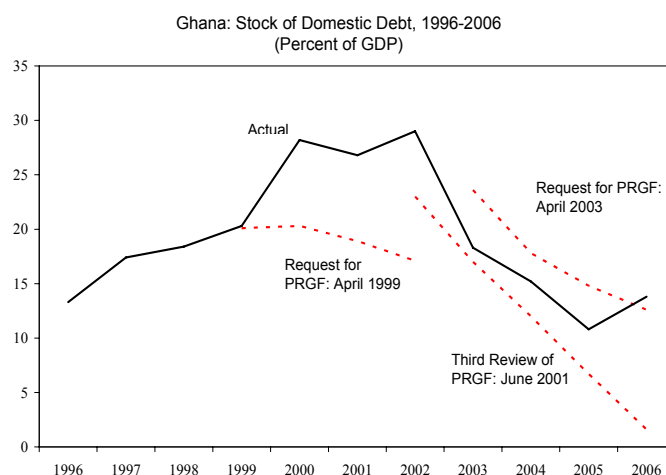 Ghana: Stock of Domestic Debt, 1996-2006
(Percent of GDP)
35
30
25
20
15
10
5
0
Actual
Request for PRGF:
April 2003
Request for
PRGF: April 1999
Third Review of
PRGF: June 2001
1996 1997 1998 1999 2000 2001 2002 2003 2004 2005 2006